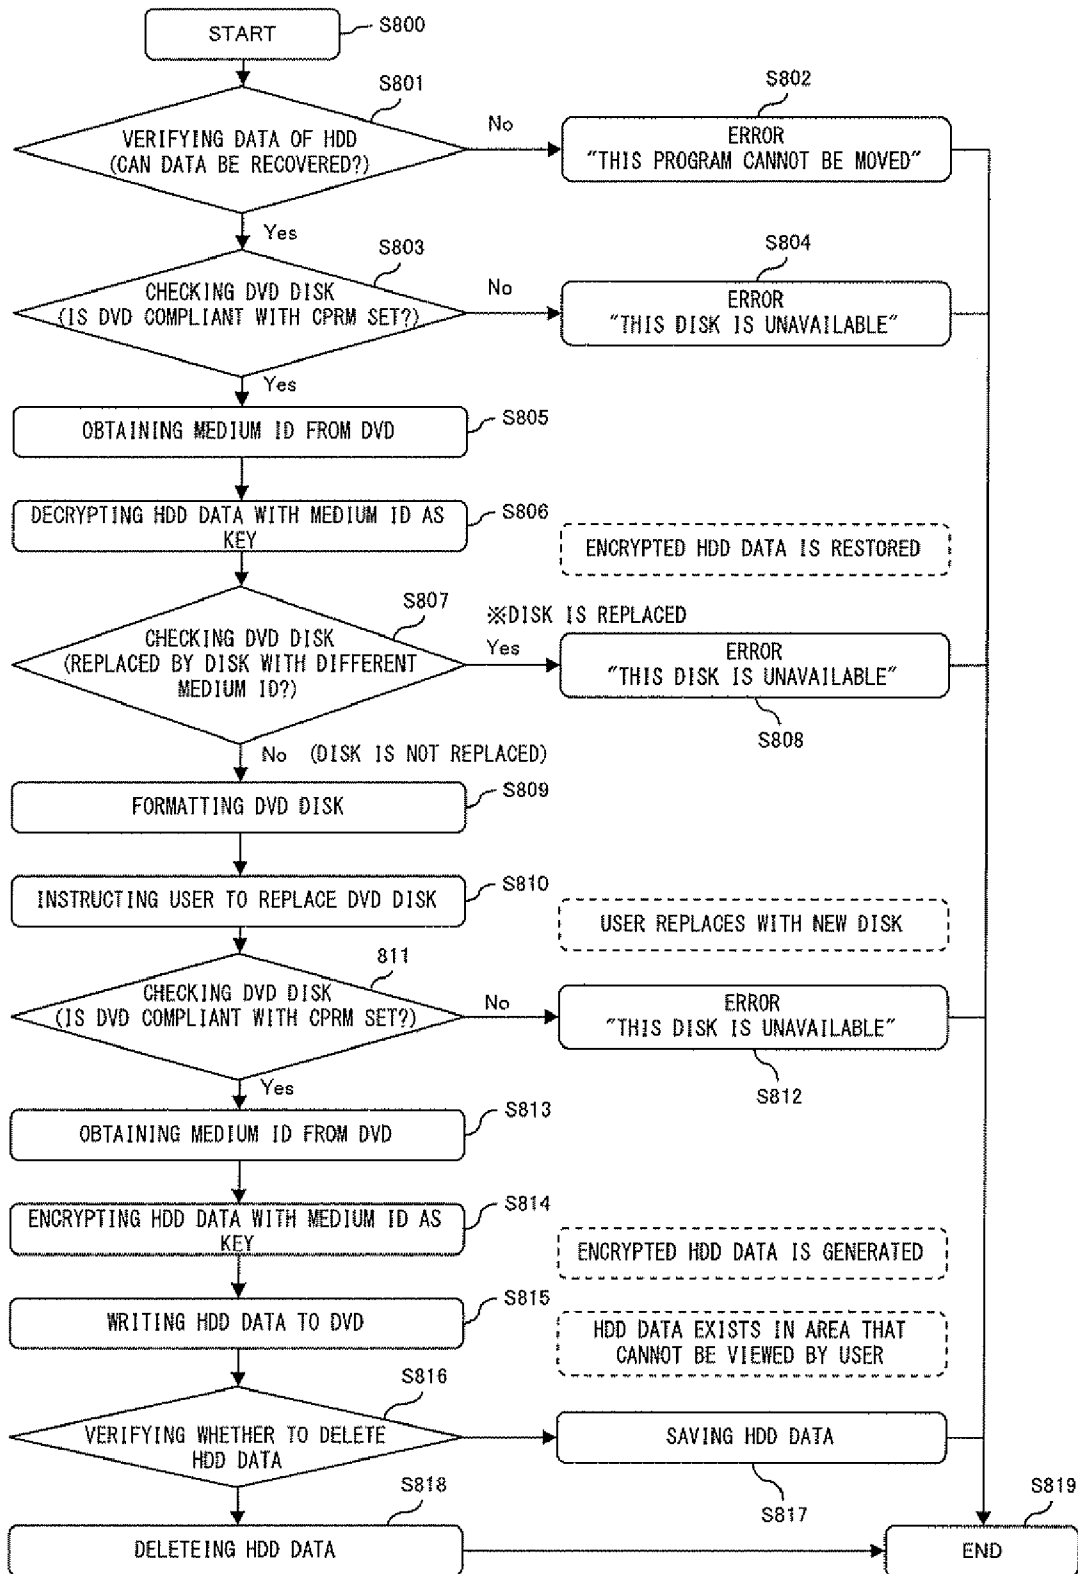 START
S800
S801
VERIFYING DATA OF HDD
(CAN DATA BE RECOVERED?)
No
S802
ERROR
"THIS PROGRAM CANNOT BE MOVED"
Yes
S803
CHECKING DVD DISK
(IS DVD COMPLIANT WITH CPRM SET?)
No
S804
ERROR
"THIS DISK IS UNAVAILABLE"
Yes
OBTAINING MEDIUM ID FROM DVD
S805
DECRYPTING HDD DATA WITH MEDIUM ID AS
KEY
S806
ENCRYPTED HDD DATA IS RESTORED
S807
CHECKING DVD DISK
(REPLACED BY DISK WITH DIFFERENT
MEDIUM ID?)
※DISK IS REPLACED
Yes
ERROR
"THIS DISK IS UNAVAILABLE"
S808
No (DISK IS NOT REPLACED)
FORMATTING DVD DISK
S809
INSTRUCTING USER TO REPLACE DVD DISK
S810
USER REPLACES WITH NEW DISK
811
CHECKING DVD DISK
(IS DVD COMPLIANT WITH CPRM SET?)
No
ERROR
"THIS DISK IS UNAVAILABLE"
S812
Yes
OBTAINING MEDIUM ID FROM DVD
S813
ENCRYPTING HDD DATA WITH MEDIUM ID AS
KEY
S814
ENCRYPTED HDD DATA IS GENERATED
WRITING HDD DATA TO DVD
S815
HDD DATA EXISTS IN AREA THAT
CANNOT BE VIEWED BY USER
S816
VERIFYING WHETHER TO DELETE
HDD DATA
SAVING HDD DATA
S817
S818
DELETEING HDD DATA
S819
END